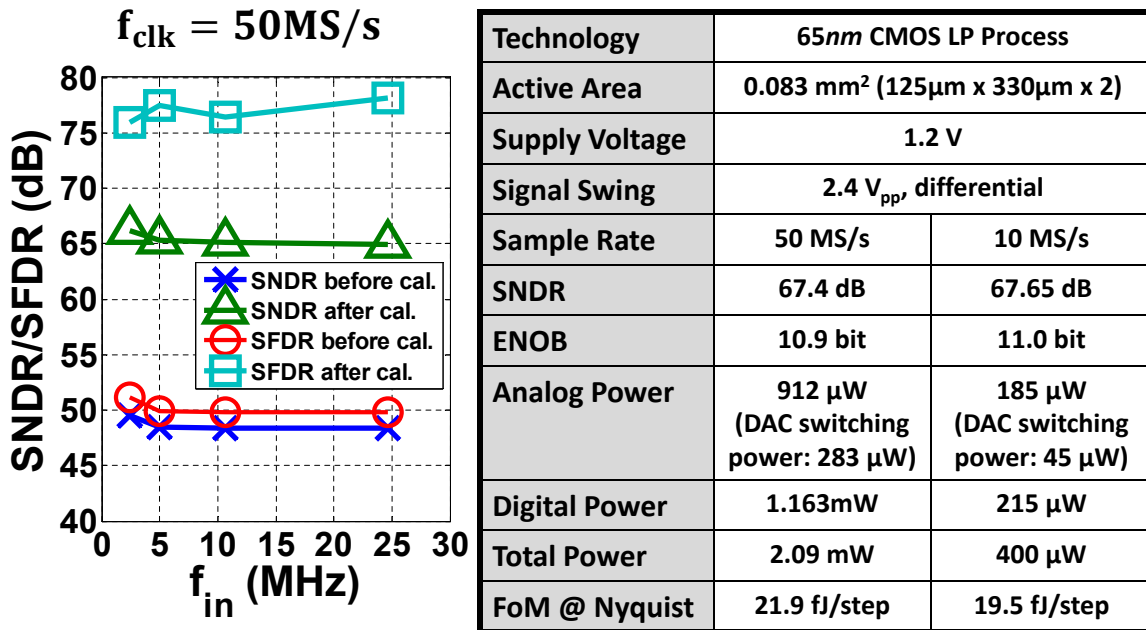 f_clk = 50MS/s
SNDR/SFDR (dB)
80
75
70
65
60
55
50
45
40
0 5 10 15 20 25 30
f_in (MHz)
SNDR before cal.
SNDR after cal.
SFDR before cal.
SFDR after cal.
Technology 65nm CMOS LP Process
Active Area 0.083 mm² (125µm x 330µm x 2)
Supply Voltage 1.2 V
Signal Swing 2.4 V_pp, differential
Sample Rate 50 MS/s 10 MS/s
SNDR 67.4 dB 67.65 dB
ENOB 10.9 bit 11.0 bit
Analog Power 912 µW 185 µW
(DAC switching (DAC switching
power: 283 µW) power: 45 µW)
Digital Power 1.163mW 215 µW
Total Power 2.09 mW 400 µW
FoM @ Nyquist 21.9 fJ/step 19.5 fJ/step